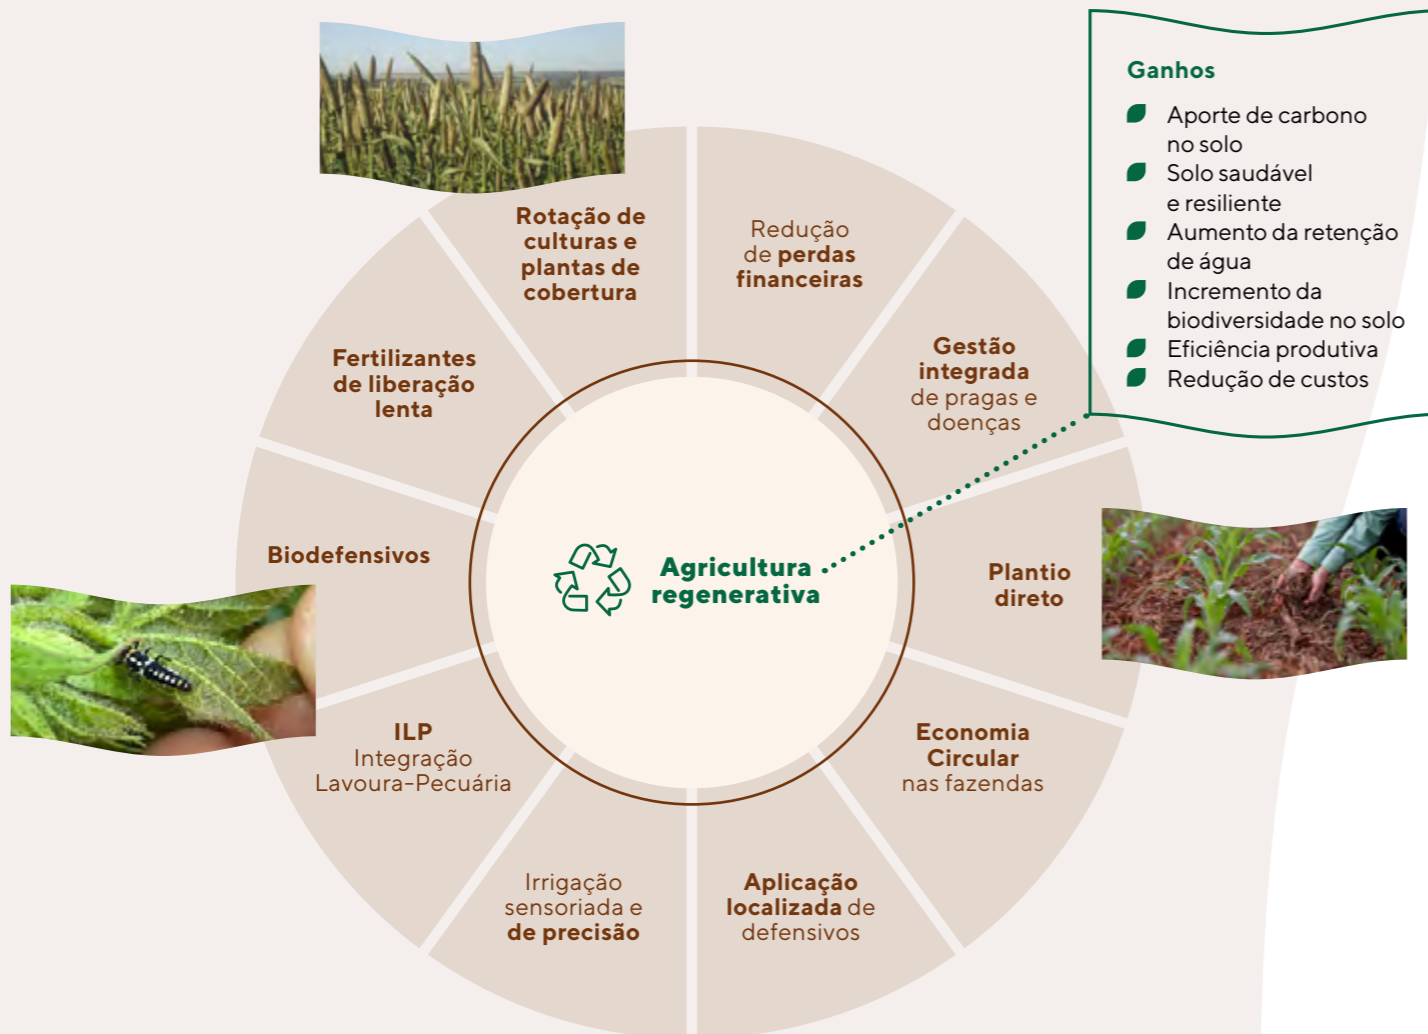 Ganhos
Aporte de carbono
no solo
Solo saudável
e resiliente
Aumento da retenção
de água
Incremento da
biodiversidade no solo
Eficiência produtiva
Redução de custos
Rotação de
culturas e
plantas de
cobertura
Redução
de perdas
financeiras
Gestão
integrada
de pragas e
doenças
Plantio
direto
Economia
Circular
nas fazendas
Aplicação
localizada de
defensivos
Irrigação
sensoriada e
de precisão
ILP
Integração
Lavoura-Pecuária
Biodefensivos
Fertilizantes
de liberação
lenta
Agricultura
regenerativa